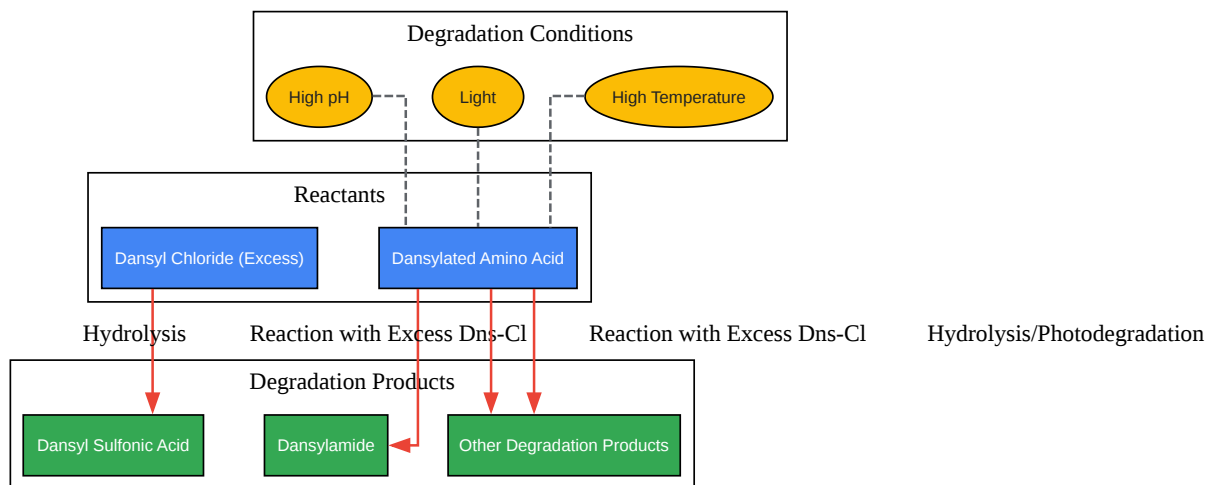 Degradation Conditions
High pH
Light
High Temperature
Reactants
Dansyl Chloride (Excess)
Dansylated Amino Acid
Hydrolysis
Reaction with Excess Dns-Cl
Reaction with Excess Dns-Cl
Hydrolysis/Photodegradation
Degradation Products
Dansyl Sulfonic Acid
Dansylamide
Other Degradation Products